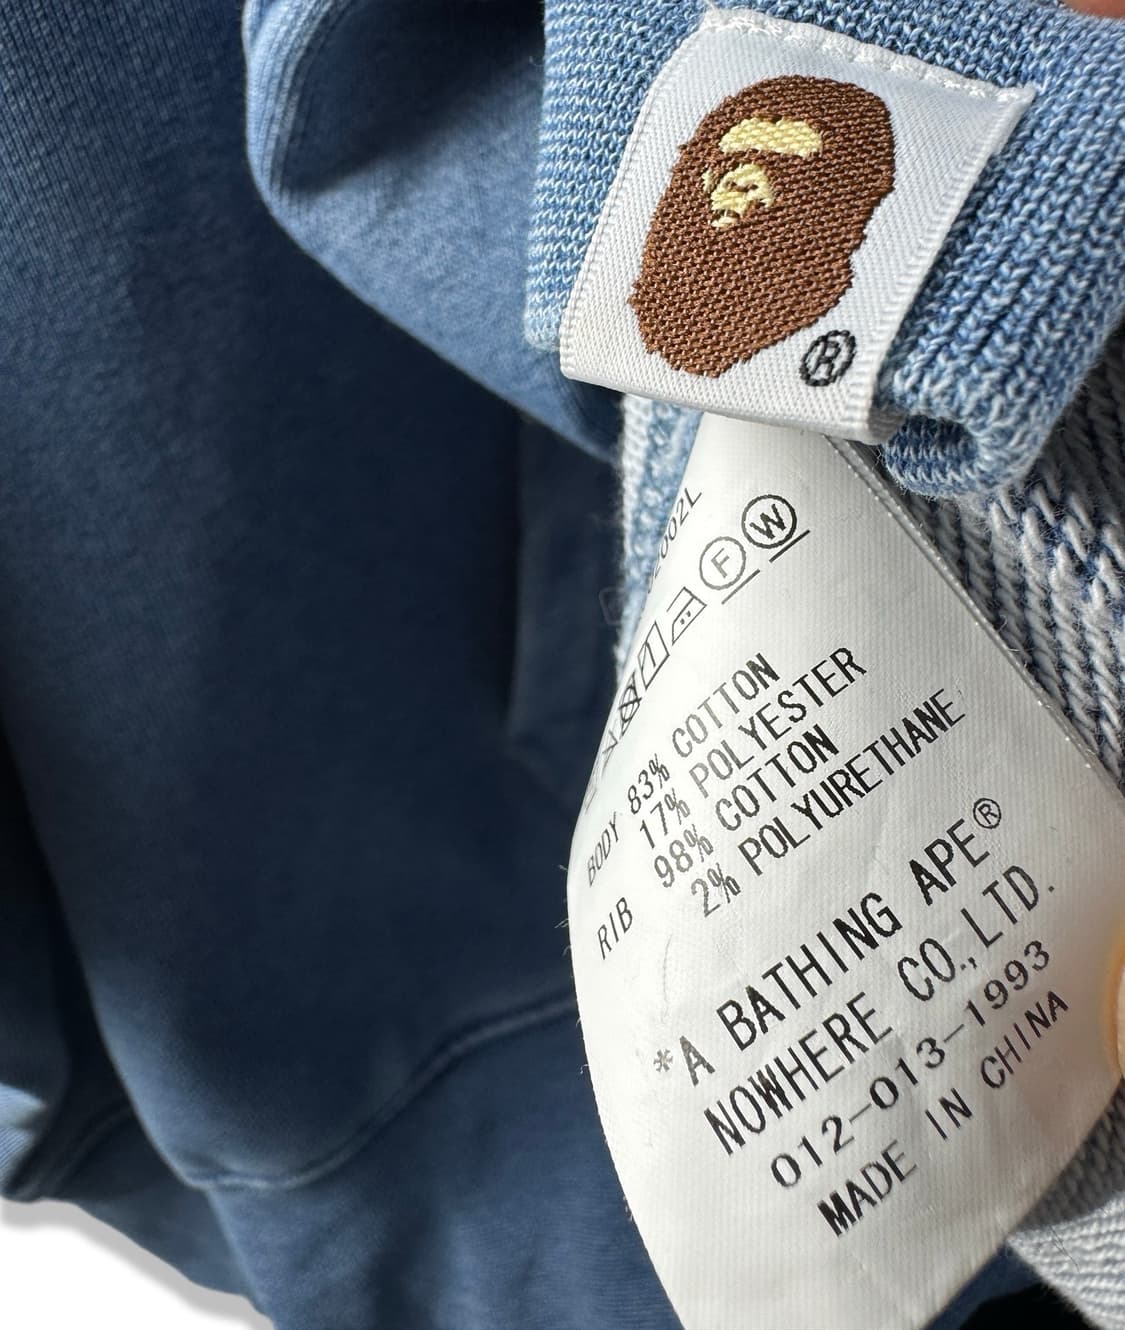 ®
F W
BODY 83% COTTON
17% POLYESTER
RIB 98% COTTON
2% POLYURETHANE
*A BATHING APE®
NOWHERE CO.,LTD.
012-013-1993
MADE IN CHINA